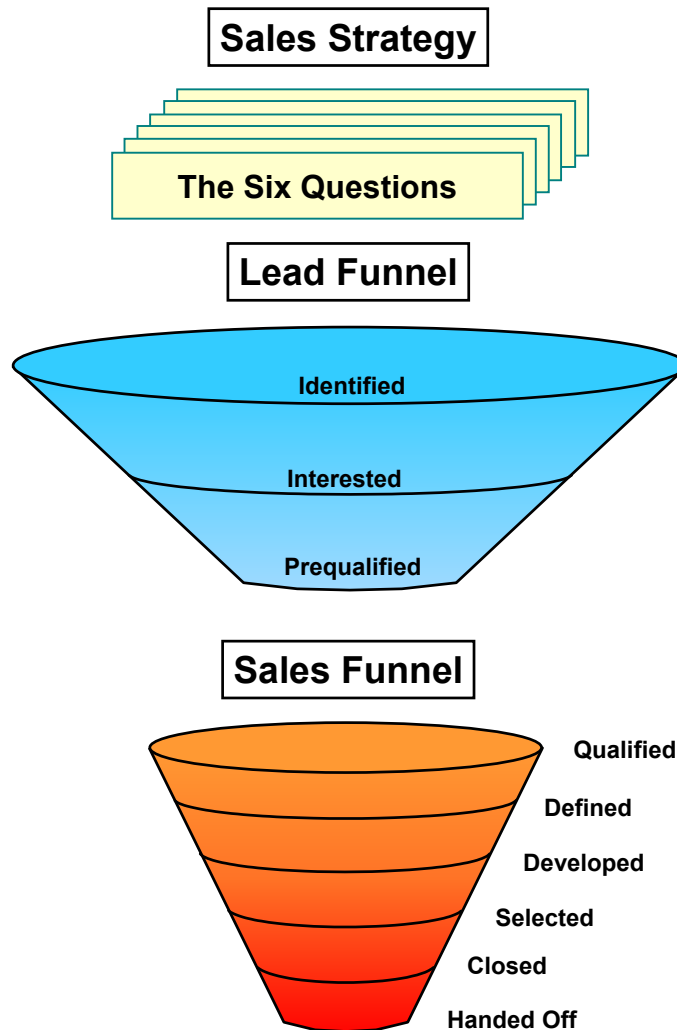 Sales Strategy
The Six Questions
Lead Funnel
Identified
Interested
Prequalified
Sales Funnel
Qualified
Defined
Developed
Selected
Closed
Handed Off